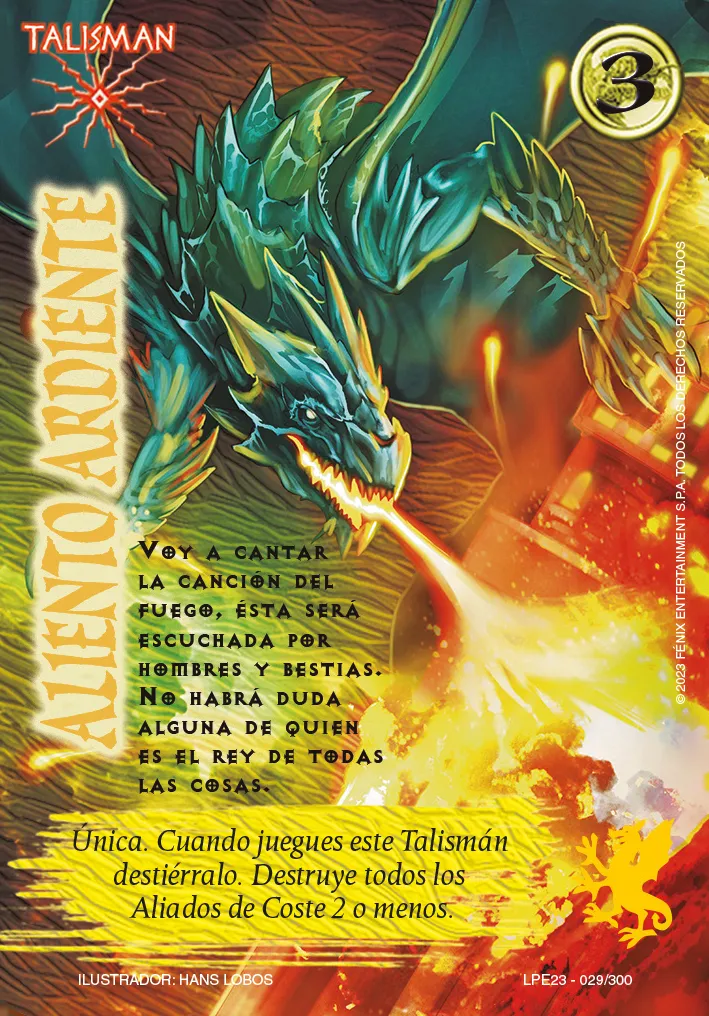 TALISMAN
3
ALIENTO ARDIENTE
Voy a cantar
la canción del
fuego, ésta será
escuchada por
hombres y bestias.
No habrá duda
alguna de quien
es el rey de todas
las cosas.
Única. Cuando juegues este Talismán
destiérralo. Destruye todos los
Aliados de Coste 2 o menos.
ILUSTRADOR: HANS LOBOS
LPE23 - 029/300
© 2023 FÉNIX ENTERTAINMENT S.P.A. TODOS LOS DERECHOS RESERVADOS